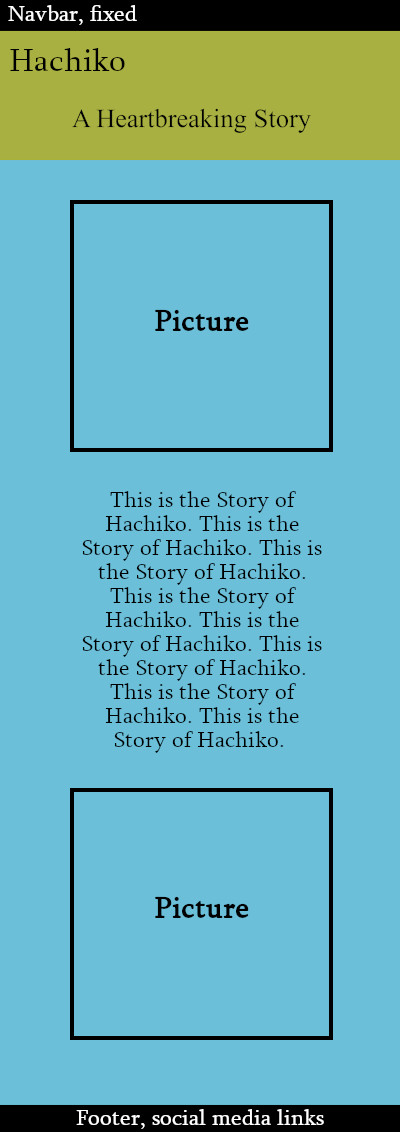 Navbar, fixed
Hachiko
A Heartbreaking Story
Picture
This is the Story of
Hachiko. This is the
Story of Hachiko. This is
the Story of Hachiko.
This is the Story of
Hachiko. This is the
Story of Hachiko. This is
the Story of Hachiko.
This is the Story of
Hachiko. This is the
Story of Hachiko.
Picture
Footer, social media links